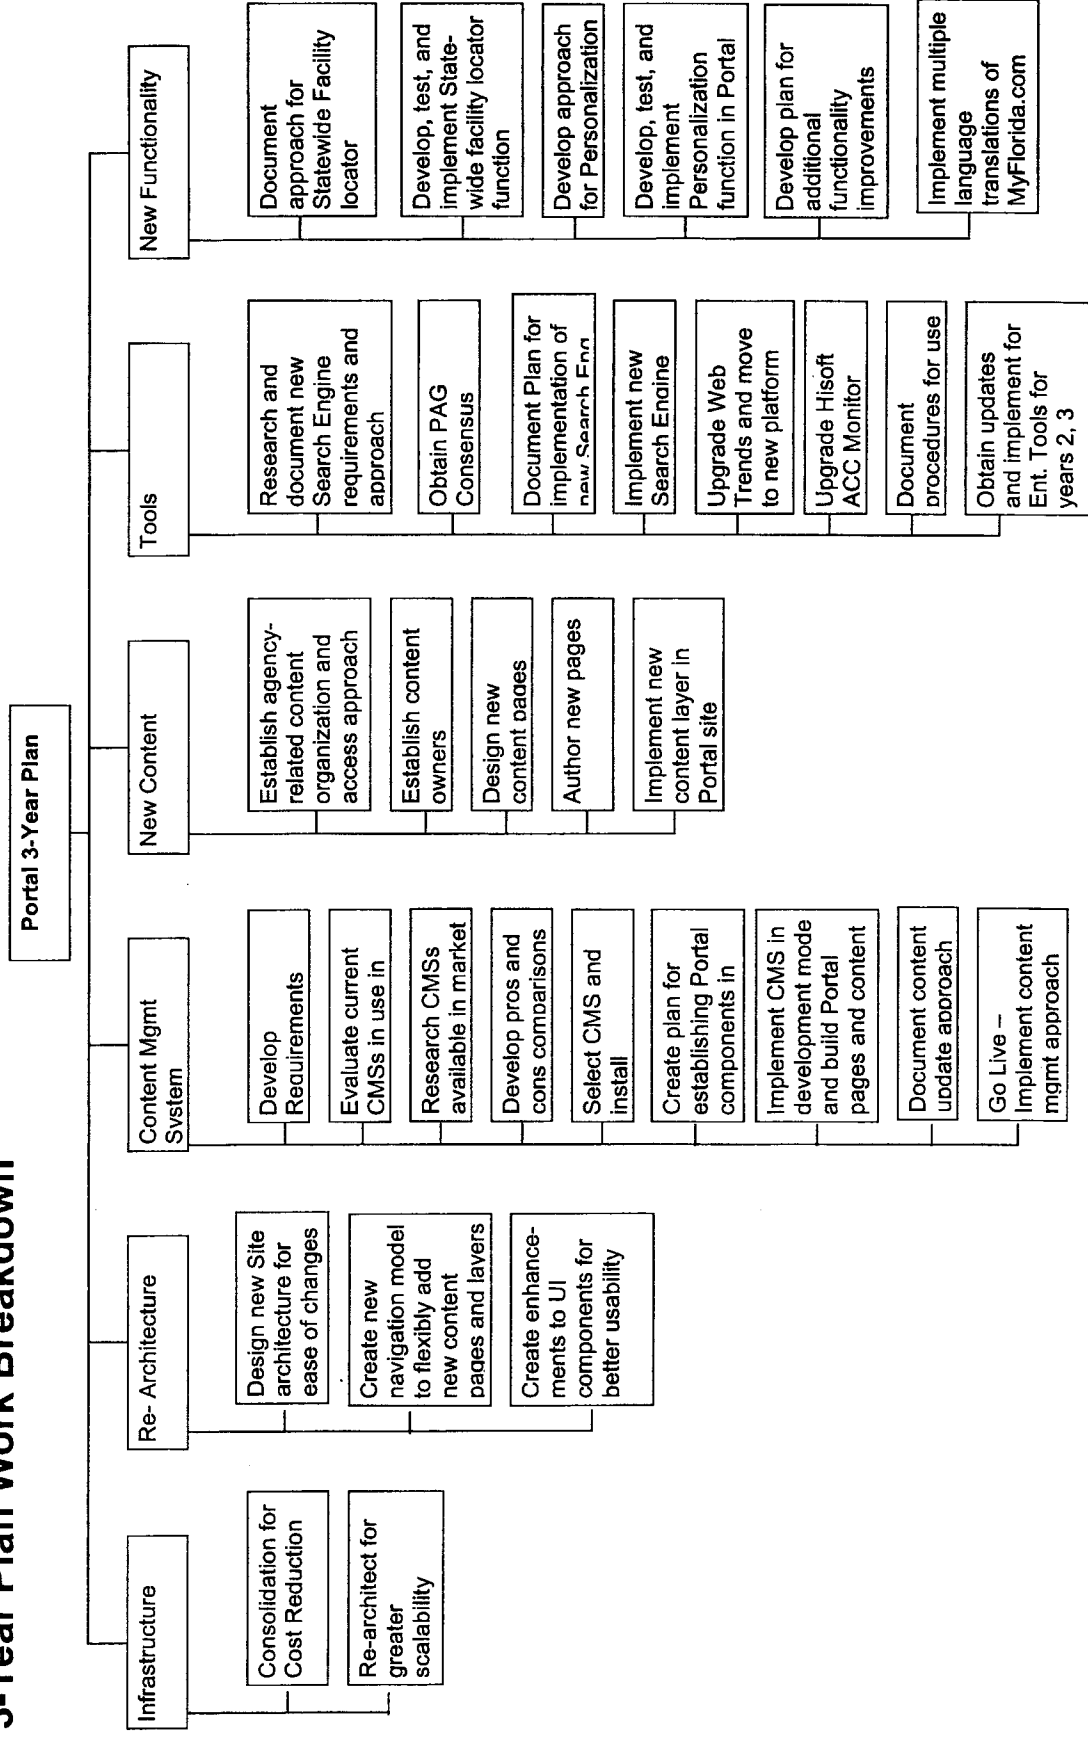 3-Year Plan Work Breakdown
Portal 3-Year Plan
Infrastructure
Consolidation for
Cost Reduction
Re-architect for
greater
scalability
Re- Architecture
Design new Site
architecture for
ease of changes
Create new
navigation model
to flexibly add
new content
pages and layers
Create enhance-
ments to UI
components for
better usability
Content Mgmt
System
Develop
Requirements
Evaluate current
CMSs in use in
Research CMSs
available in market
Develop pros and
cons comparisons
Select CMS and
install
Create plan for
establishing Portal
components in
Implement CMS in
development mode
and build Portal
pages and content
Document content
update approach
Go Live –
Implement content
mgmt approach
New Content
Establish agency-
related content
organization and
access approach
Establish content
owners
Design new
content pages
Author new pages
Implement new
content layer in
Portal site
Tools
Research and
document new
Search Engine
requirements and
approach
Obtain PAG
Consensus
Document Plan for
implementation of
new Search Eng
Implement new
Search Engine
Upgrade Web
Trends and move
to new platform
Upgrade Hisoft
ACC Monitor
Document
procedures for use
Obtain updates
and implement for
Ent. Tools for
years 2, 3
New Functionality
Document
approach for
Statewide Facility
locator
Develop, test, and
implement State-
wide facility locator
function
Develop approach
for Personalization
Develop, test, and
implement
Personalization
function in Portal
Develop plan for
additional
functionality
improvements
Implement multiple
language
translations of
MyFlorida.com